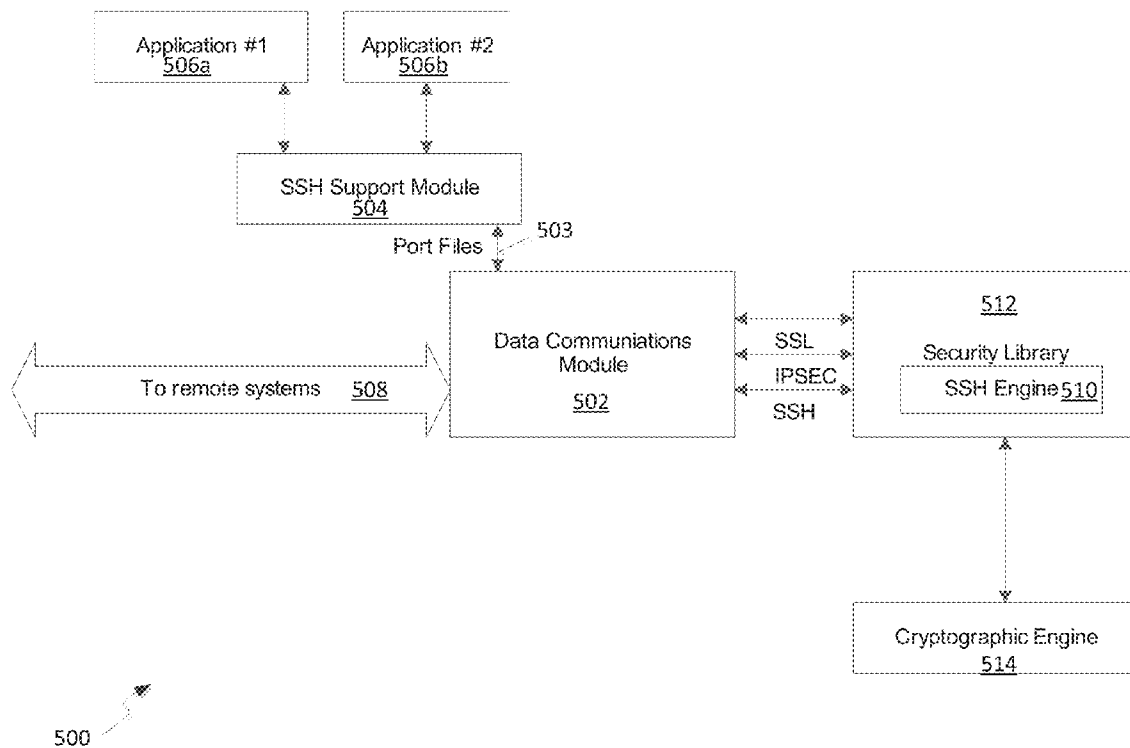 Application #1
506a
Application #2
506b
SSH Support Module
504
Port Files
503
Data Communiations
Module
502
To remote systems 508
SSL
IPSEC
SSH
512
Security Library
SSH Engine 510
Cryptographic Engine
514
500